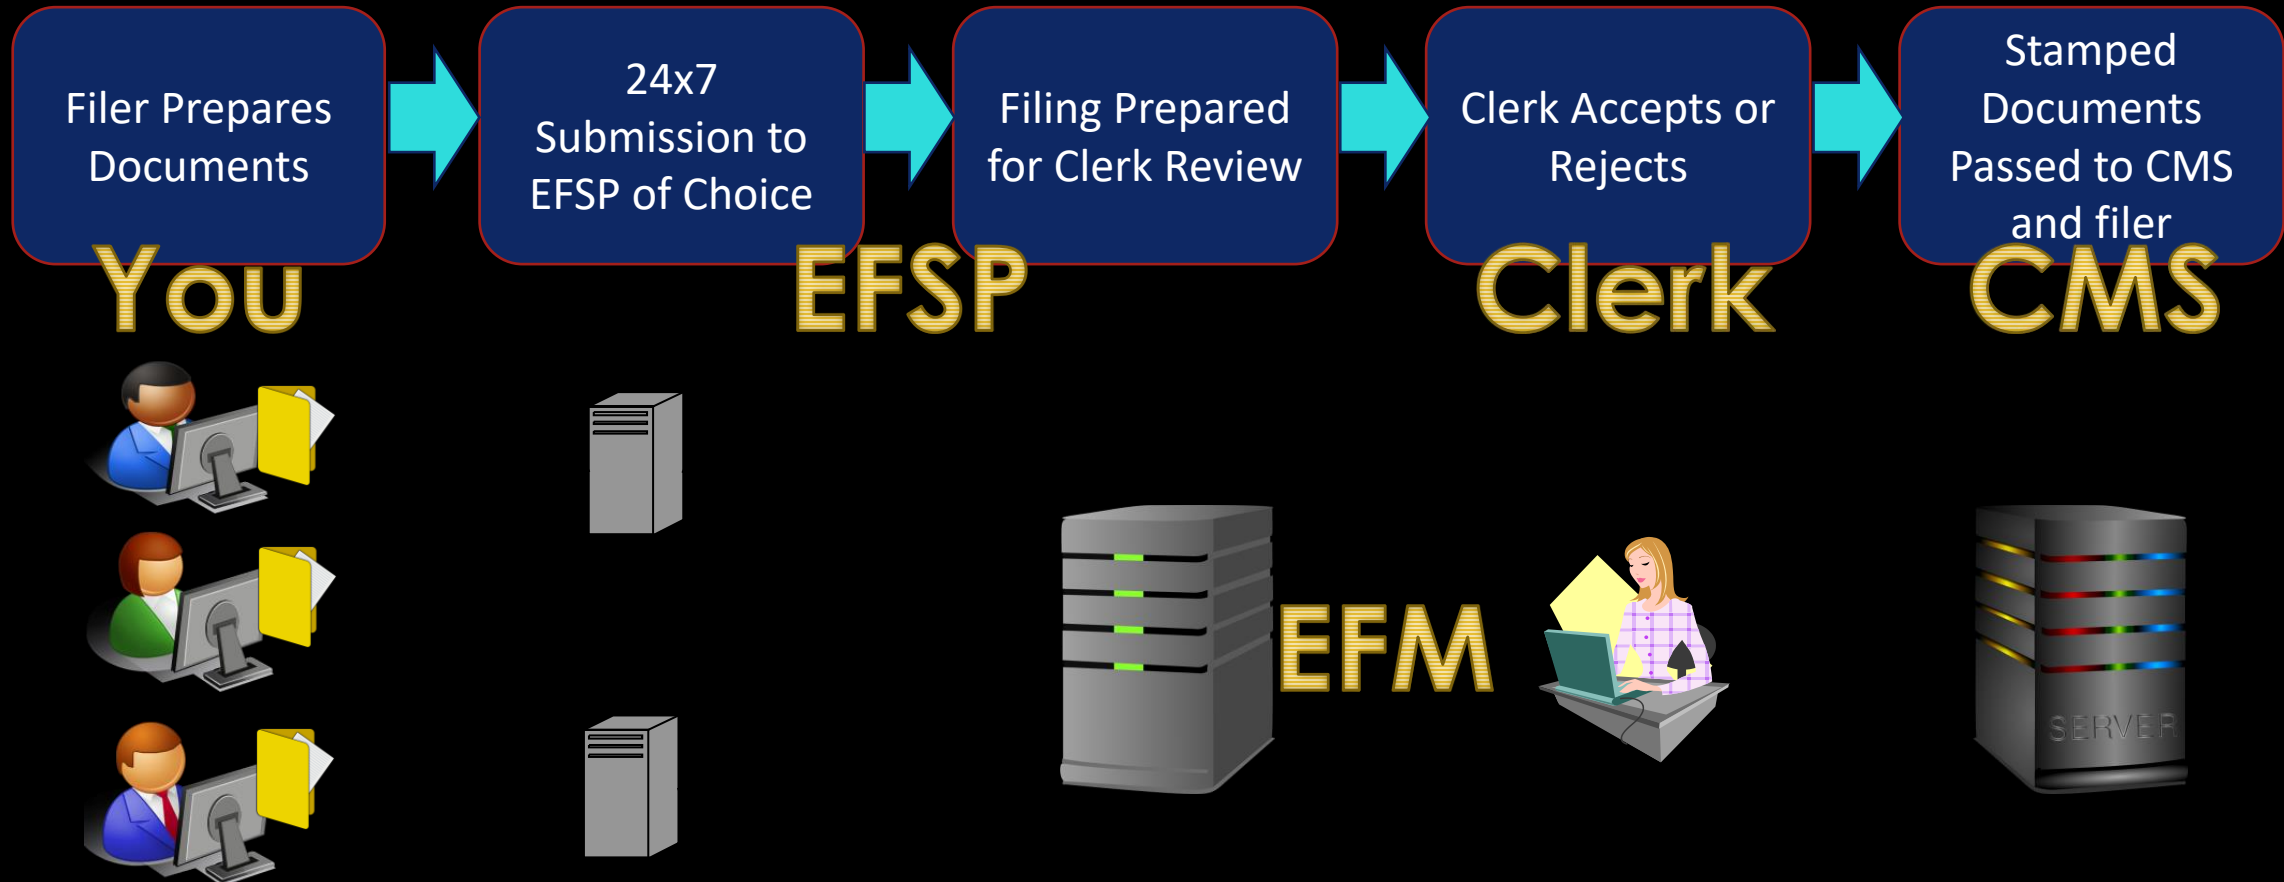 Filer Prepares
Documents
24x7
Submission to
EFSP of Choice
Filing Prepared
for Clerk Review
Clerk Accepts or
Rejects
Stamped
Documents
Passed to CMS
and filer
You
EFSP
Clerk
CMS
EFM
SERVER